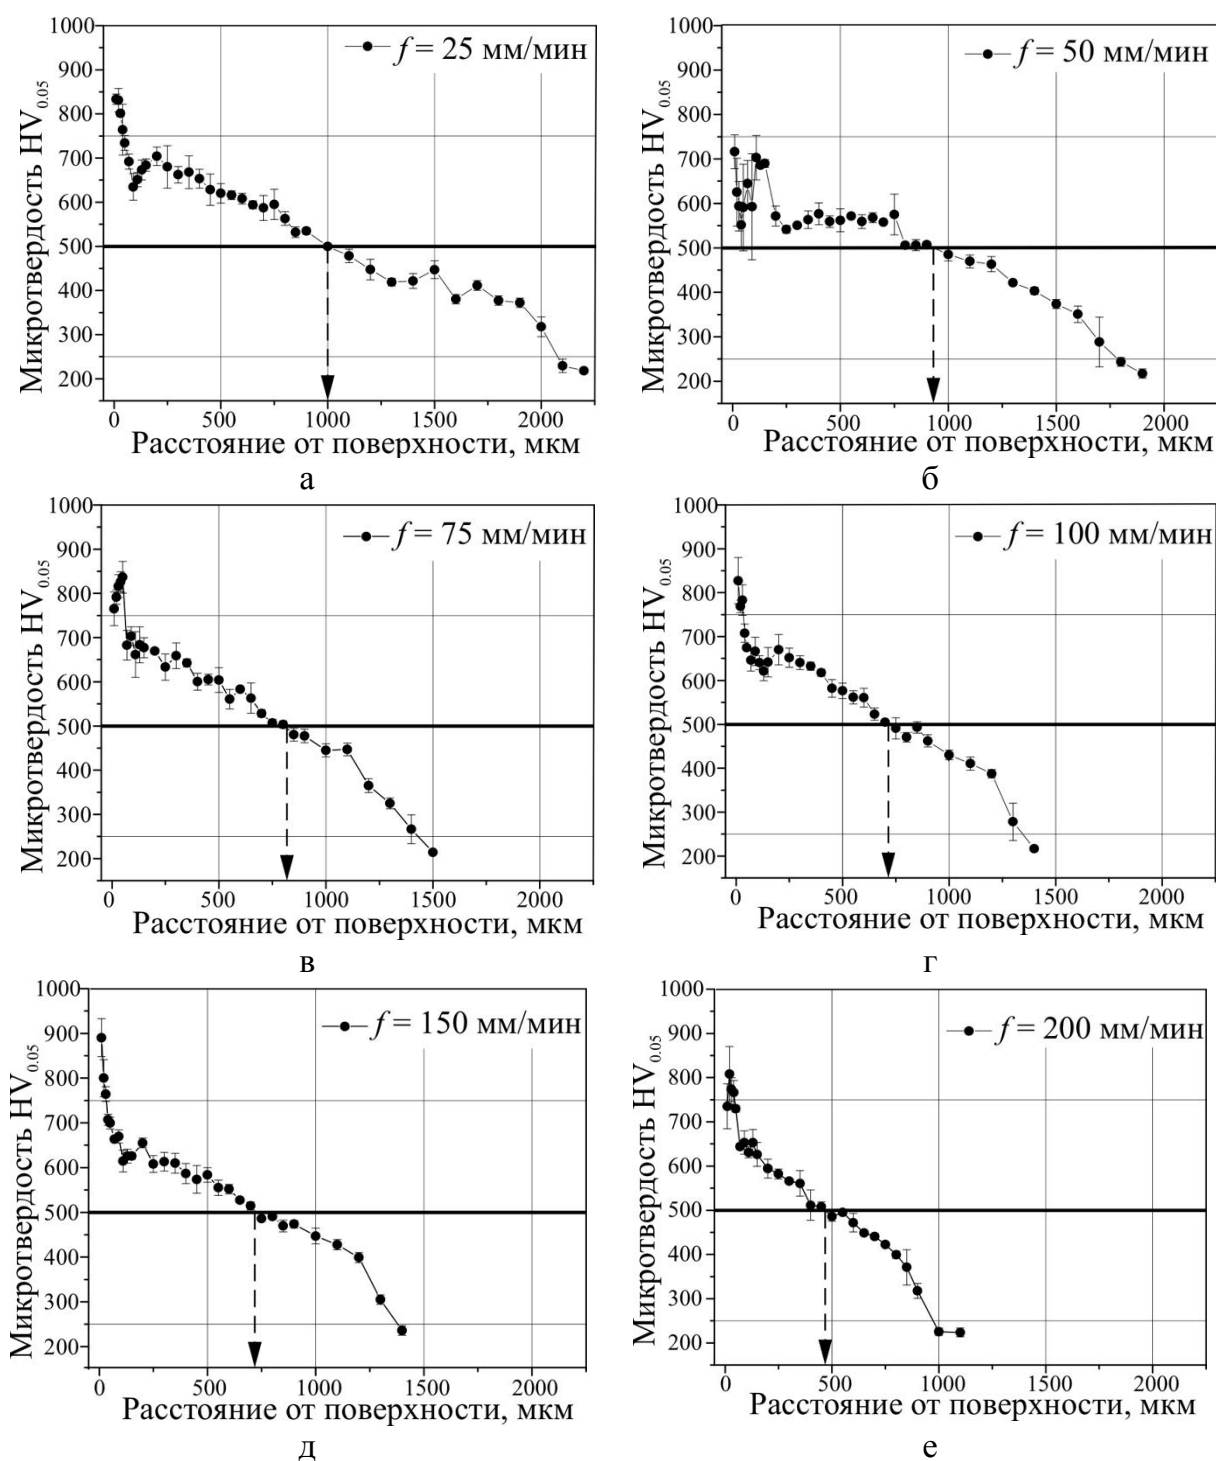 1000
900
800
700
600
500
400
300
200
Микротвердость HV0.05
f = 25 мм/мин
0 500 1000 1500 2000
Расстояние от поверхности, мкм
а
1000
900
800
700
600
500
400
300
200
Микротвердость HV0.05
f = 50 мм/мин
0 500 1000 1500 2000
Расстояние от поверхности, мкм
б
1000
900
800
700
600
500
400
300
200
Микротвердость HV0.05
f = 75 мм/мин
0 500 1000 1500 2000
Расстояние от поверхности, мкм
в
1000
900
800
700
600
500
400
300
200
Микротвердость HV0.05
f = 100 мм/мин
0 500 1000 1500 2000
Расстояние от поверхности, мкм
г
1000
900
800
700
600
500
400
300
200
Микротвердость HV0.05
f = 150 мм/мин
0 500 1000 1500 2000
Расстояние от поверхности, мкм
д
1000
900
800
700
600
500
400
300
200
Микротвердость HV0.05
f = 200 мм/мин
0 500 1000 1500 2000
Расстояние от поверхности, мкм
е